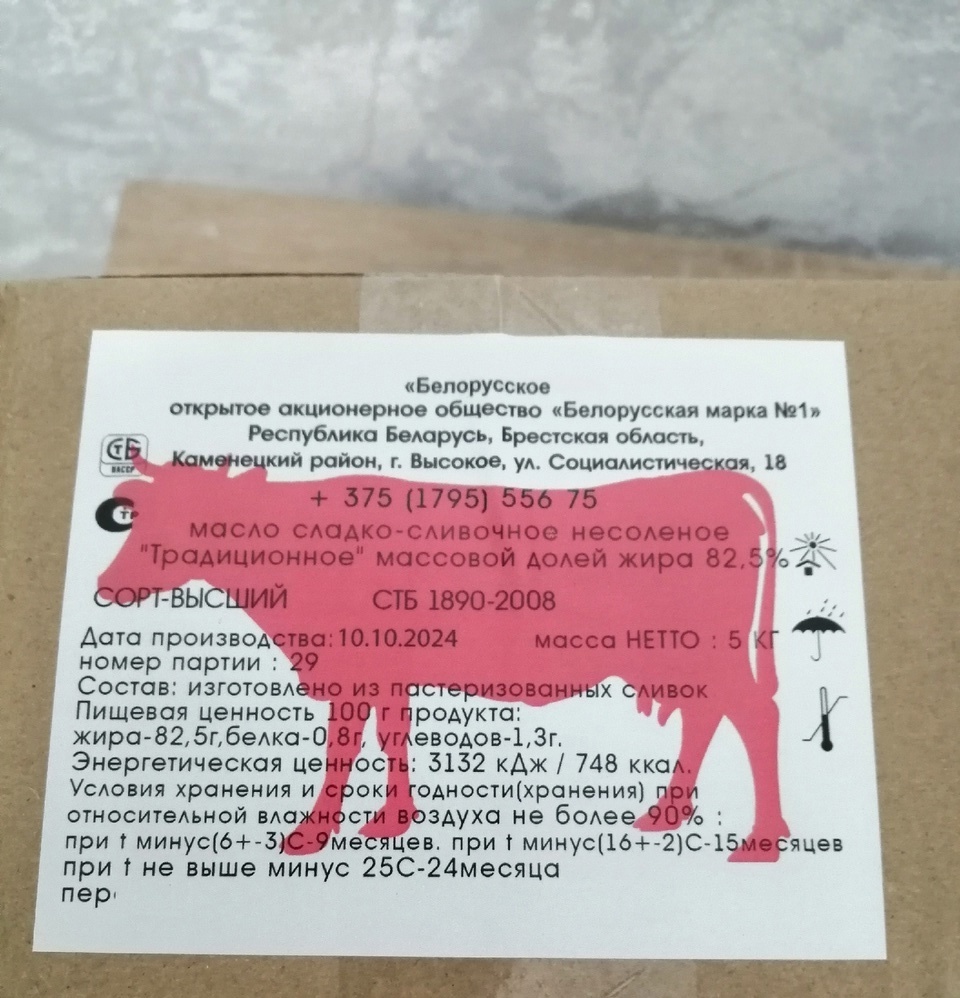 «Белорусское
открытое акционерное общество «Белорусская марка №1»
Республика Беларусь, Брестская область,
Каменецкий район, г. Высокое, ул. Социалистическая, 18
СТБ
ВАССР
+ 375 (1795) 556 75
СТР
масло сладко-сливочное несоленое
"Традиционное" массовой долей жира 82,5%
СОРТ-ВЫСШИЙ СТБ 1890-2008
Дата производства: 10.10.2024 масса НЕТТО : 5 КГ
номер партии : 29
Состав: изготовлено из пастеризованных сливок
Пищевая ценность 100 г продукта:
жира-82,5г,белка-0,8г, углеводов-1,3г.
Энергетическая ценность: 3132 кДж / 748 ккал.
Условия хранения и сроки годности(хранения) при
относительной влажности воздуха не более 90% :
при t минус(6+-3)С-9месяцев. при t минус(16+-2)С-15месяцев
при t не выше минус 25С-24месяца
пер